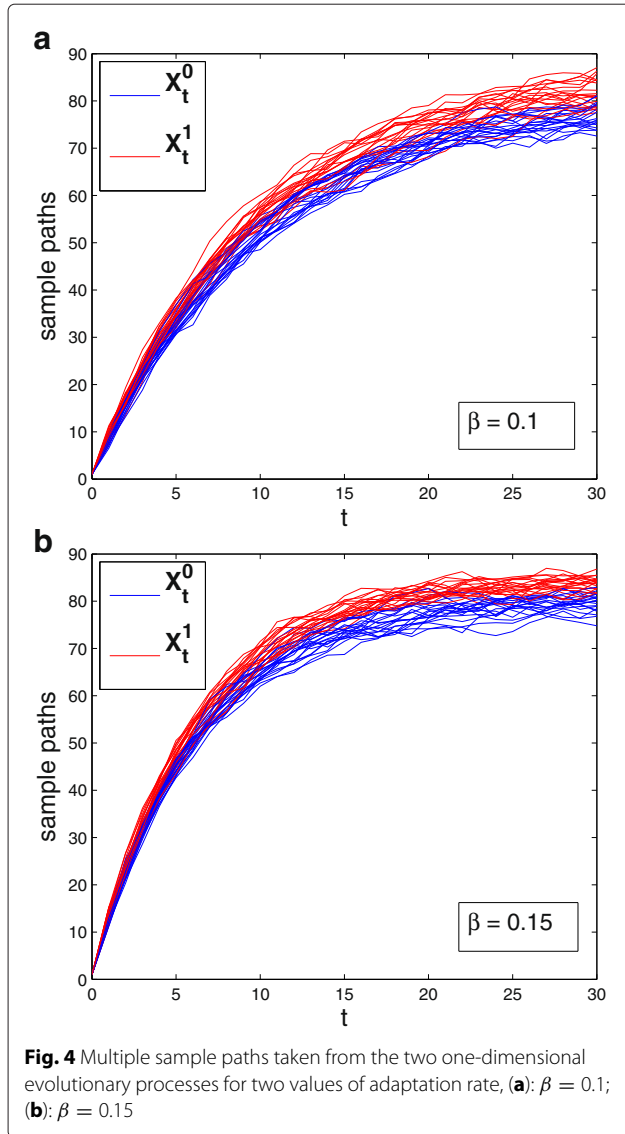 a
90
80
70
60
50
40
30
20
10
0
sample paths
X_t^0
X_t^1
β = 0.1
0 5 10 15 20 25 30
t
b
90
80
70
60
50
40
30
20
10
0
sample paths
X_t^0
X_t^1
β = 0.15
0 5 10 15 20 25 30
t
Fig. 4 Multiple sample paths taken from the two one-dimensional
evolutionary processes for two values of adaptation rate, (a): β = 0.1;
(b): β = 0.15